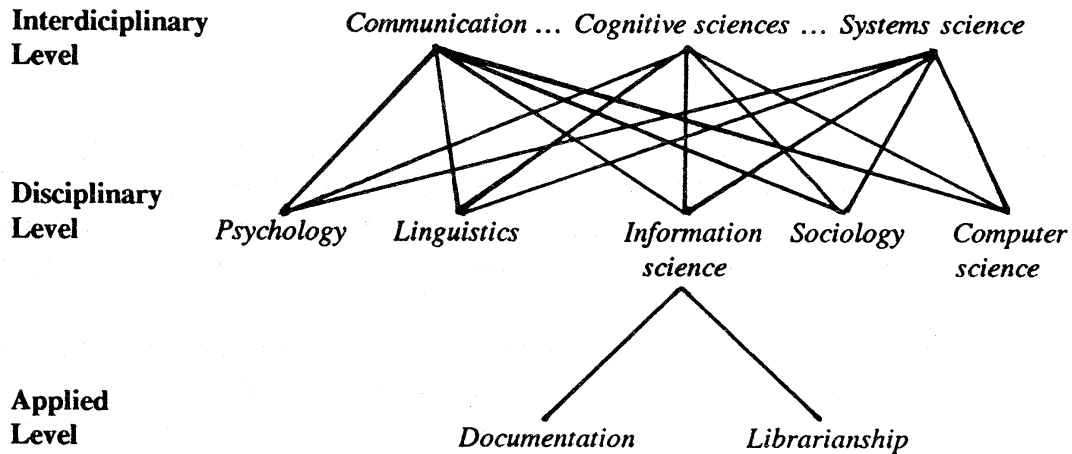 Interdiciplinary
Level
Communication ... Cognitive sciences ... Systems science
Disciplinary
Level
Psychology Linguistics Information science Sociology Computer science
Applied
Level
Documentation Librarianship